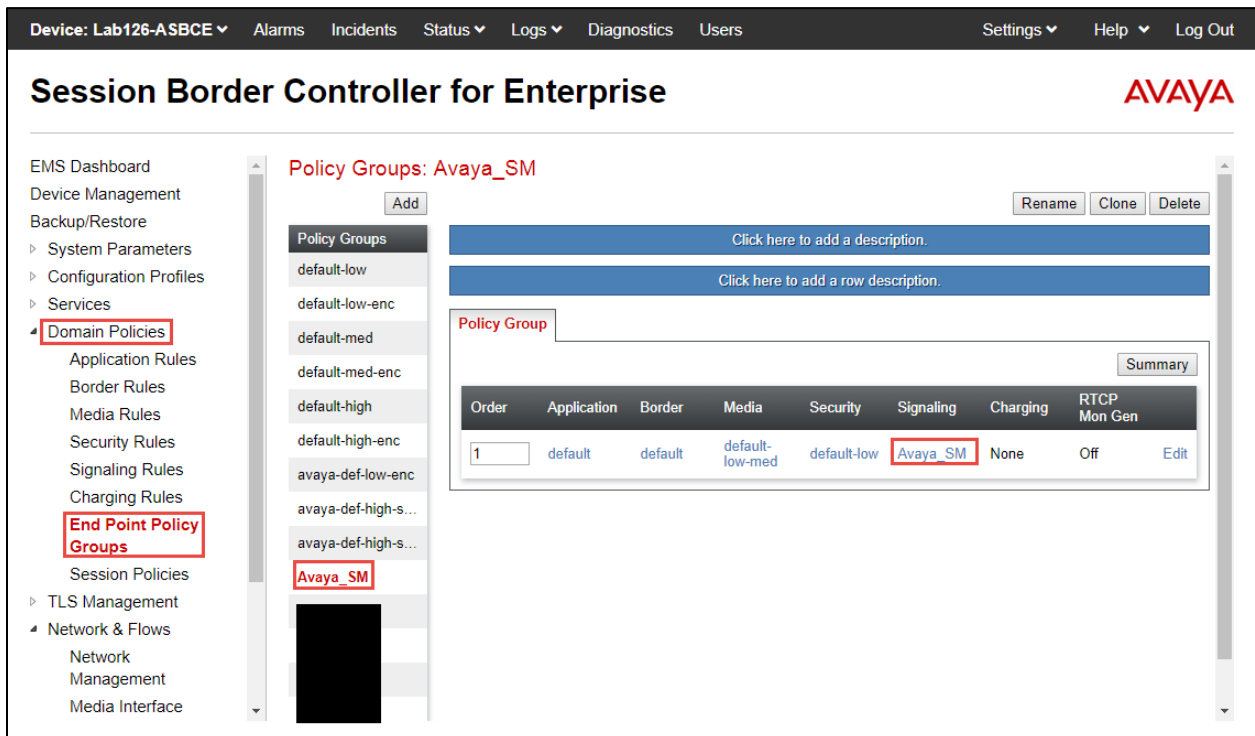 Device: Lab126-ASBCE Alarms Incidents Status Logs Diagnostics Users Settings Help Log Out
Session Border Controller for Enterprise
AVAYA
EMS Dashboard
Device Management
Backup/Restore
System Parameters
Configuration Profiles
Services
Domain Policies
Application Rules
Border Rules
Media Rules
Security Rules
Signaling Rules
Charging Rules
End Point Policy
Groups
Session Policies
TLS Management
Network & Flows
Network
Management
Media Interface
Policy Groups: Avaya_SM
Add
Rename Clone Delete
Policy Groups
default-low
default-low-enc
default-med
default-med-enc
default-high
default-high-enc
avaya-def-low-enc
avaya-def-high-s...
avaya-def-high-s...
Avaya_SM
Click here to add a description.
Click here to add a row description.
Policy Group
Summary
Order Application Border Media Security Signaling Charging RTCP
Mon Gen
1 default default default-
low-med default-low Avaya_SM None Off Edit